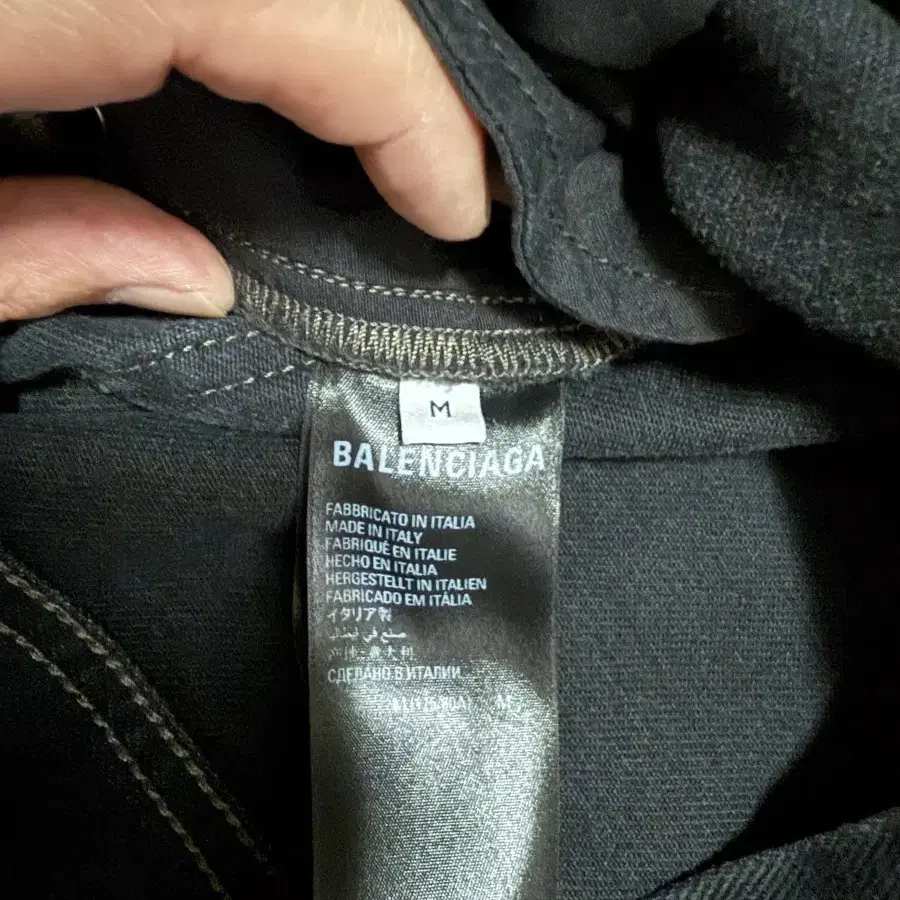 M
BALENCIAGA
FABBRICATO IN ITALIA
MADE IN ITALY
FABRIQUÉ EN ITALIE
HECHO EN ITALIA
HERGESTELLT IN ITALIEN
FABRICADO EM ITÁLIA
イタリア製
صنع في إيطاليا
СДЕЛАНО В ИТАЛИИ